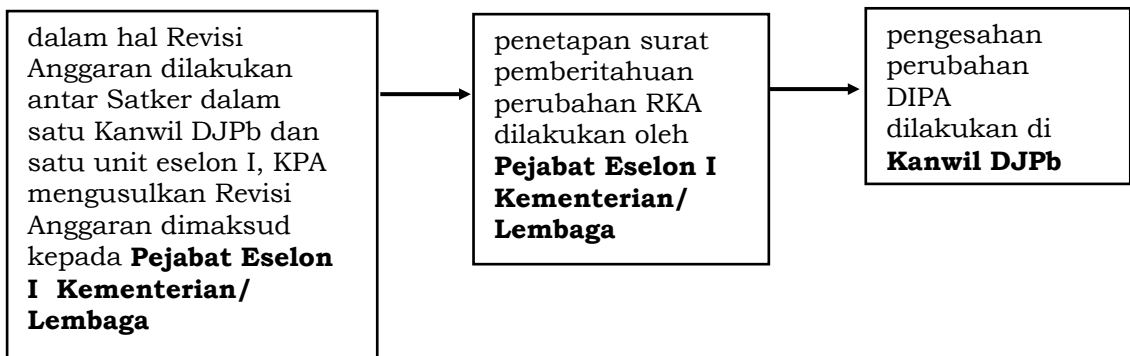 dalam hal Revisi
Anggaran dilakukan
antar Satker dalam
satu Kanwil DJPb dan
satu unit eselon I, KPA
mengusulkan Revisi
Anggaran dimaksud
kepada Pejabat Eselon
I Kementerian/
Lembaga
penetapan surat
pemberitahuan
perubahan RKA
dilakukan oleh
Pejabat Eselon I
Kementerian/
Lembaga
pengesahan
perubahan
DIPA
dilakukan di
Kanwil DJPb